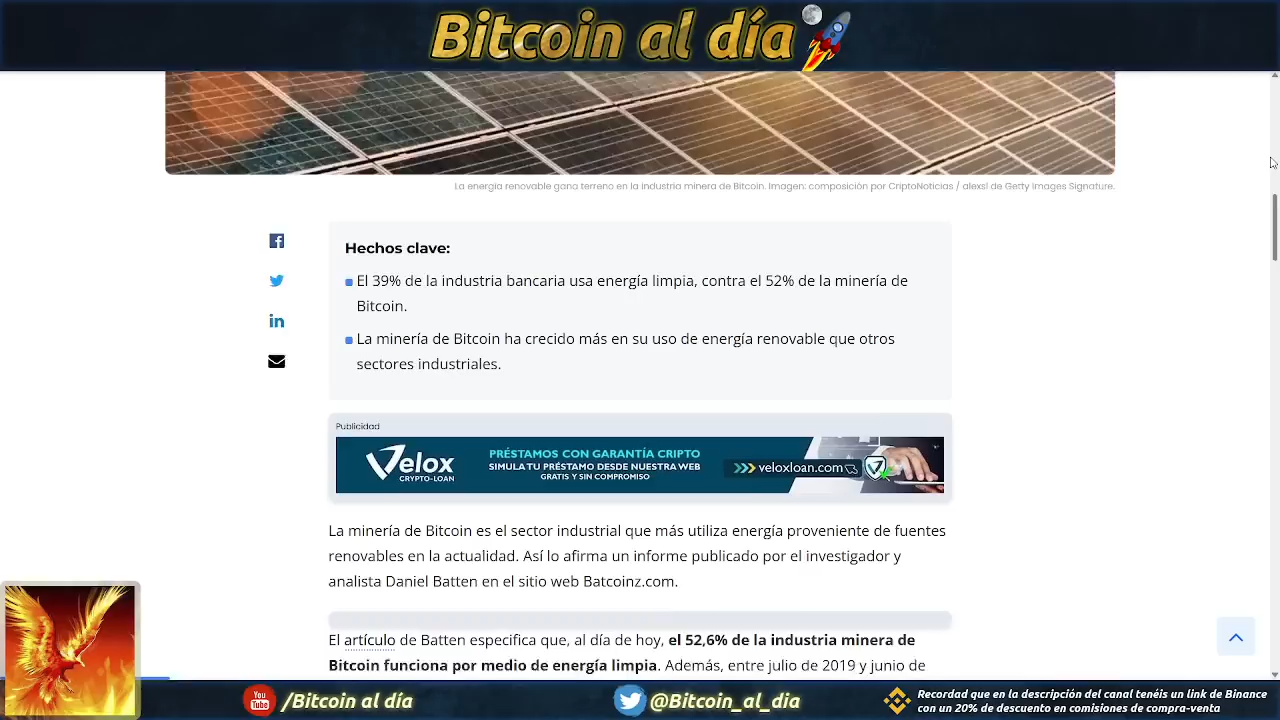 Bitcoin al día
La energía renovable gana terreno en la industria minera de Bitcoin. Imagen: composición por CriptoNoticias / alexsl de Getty Images Signature.
Hechos clave:
El 39% de la industria bancaria usa energía limpia, contra el 52% de la minería de
Bitcoin.
La minería de Bitcoin ha crecido más en su uso de energía renovable que otros
sectores industriales.
Publicidad
Velox
CRYPTO-LOAN
PRÉSTAMOS CON GARANTÍA CRIPTO
SIMULA TU PRÉSTAMO DESDE NUESTRA WEB
GRATIS Y SIN COMPROMISO
veloxloan.com
La minería de Bitcoin es el sector industrial que más utiliza energía proveniente de fuentes
renovables en la actualidad. Así lo afirma un informe publicado por el investigador y
analista Daniel Batten en el sitio web Batcoinz.com.
El artículo de Batten especifica que, al día de hoy, el 52,6% de la industria minera de
Bitcoin funciona por medio de energía limpia. Además, entre julio de 2019 y junio de
You Tube /Bitcoin al día
@Bitcoin_al_dia
Recordad que en la descripción del canal tenéis un link de Binance
con un 20% de descuento en comisiones de compra-venta